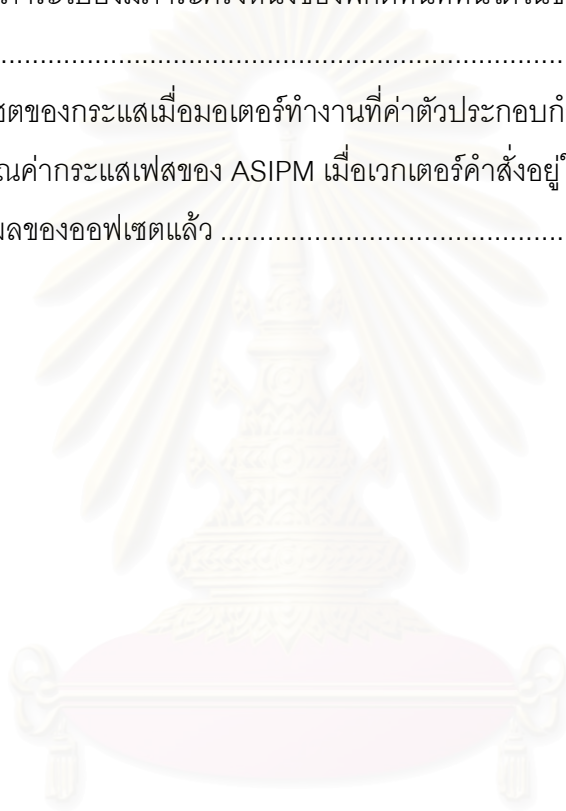 .......................................................................
ชตของกระแสเมื่อมอเตอร์ทำงานที่ค่าตัวประกอบกำ
ณค่ากระแสเฟสของ ASIPM เมื่อเวกเตอร์คำสั่งอยู่ใ
ผลของออฟเซตแล้ว ............................................